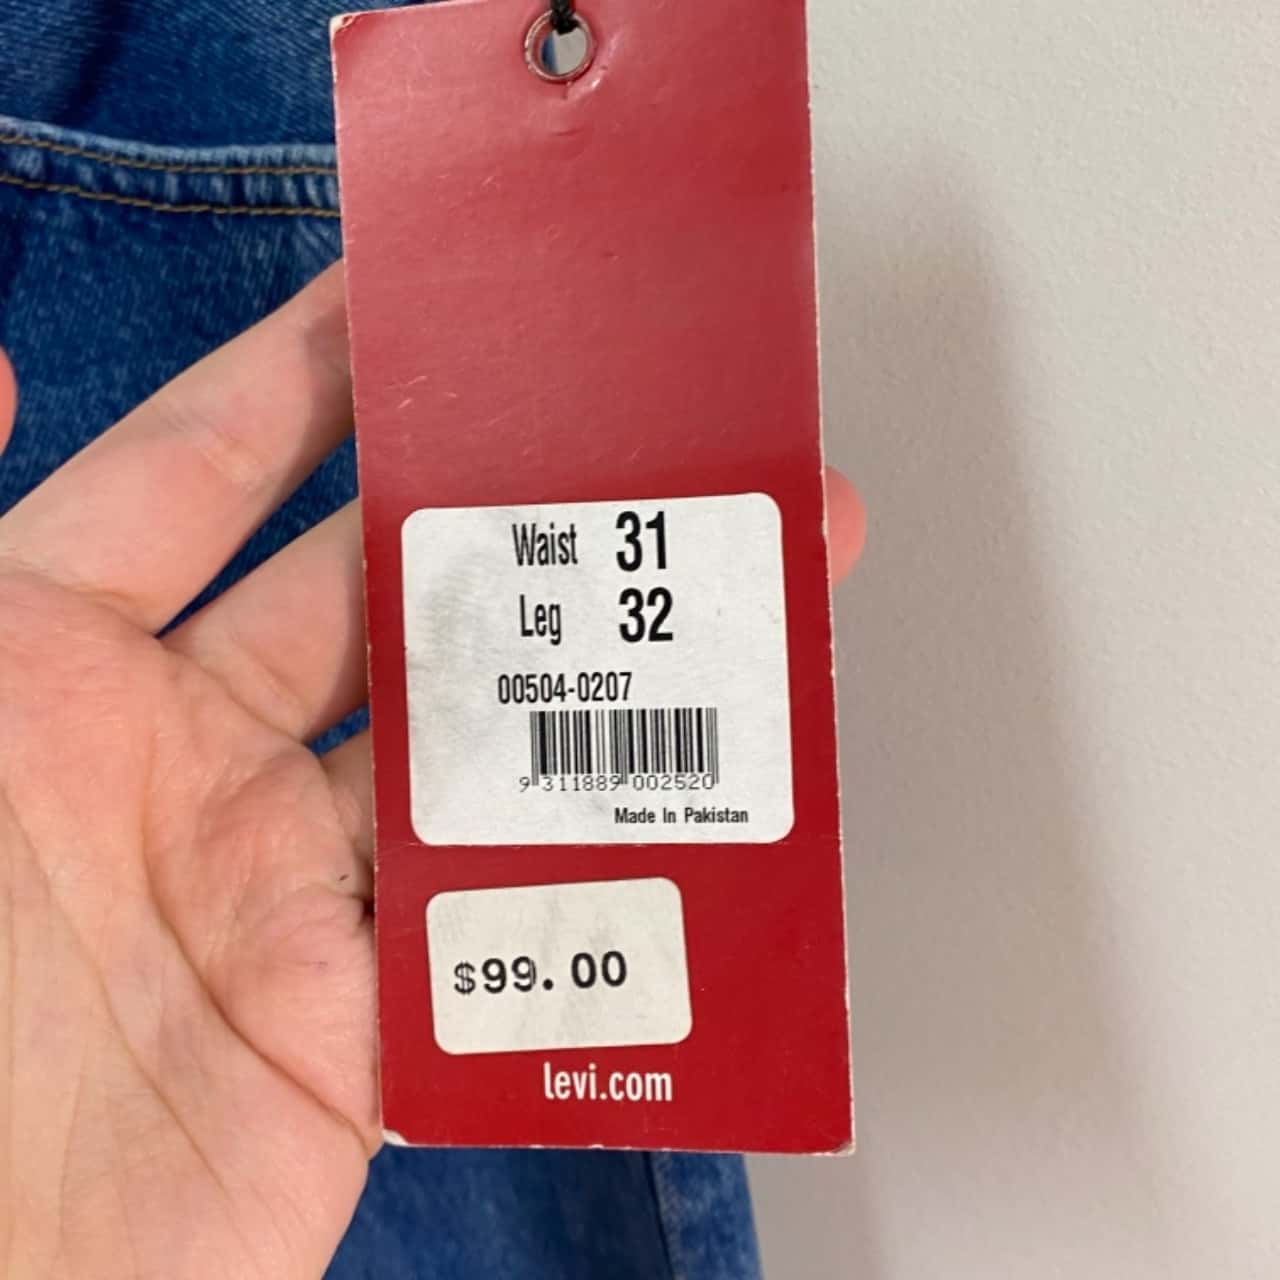 Waist 31
Leg 32
00504-0207
9 311889 002520
Made In Pakistan
$99.00
levi.com